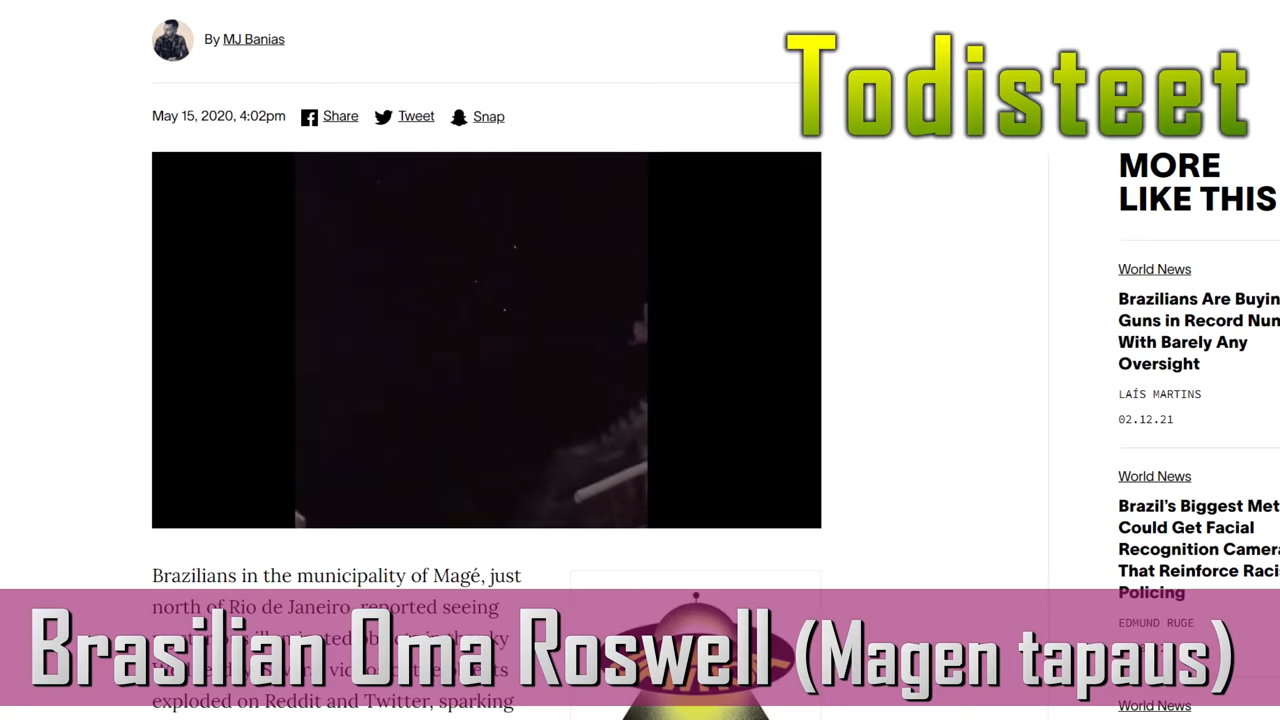 By MJ Banias
Todisteet
May 15, 2020, 4:02pm Share Tweet Snap
MORE
LIKE THIS
World News
Brazilians Are Buyin
Guns in Record Num
With Barely Any
Oversight
LAÍS MARTINS
02.12.21
World News
Brazil's Biggest Met
Could Get Facial
Recognition Camera
That Reinforce Raci
Policing
EDMUND RUGE
World News
Brazilians in the municipality of Magé, just
north of Rio de Janeiro, reported seeing
exploded on Reddit and Twitter, sparking
Brasilian Oma Roswell (Magen tapaus)